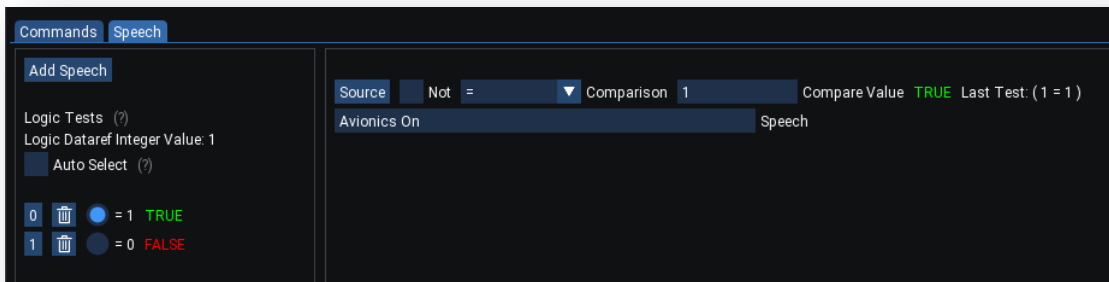 Commands Speech
Add Speech
Logic Tests (?)
Logic Dataref Integer Value: 1
Auto Select (?)
0 = 1 TRUE
1 = 0 FALSE
Source Not = Comparison 1 Compare Value TRUE Last Test: ( 1 = 1 )
Avionics On Speech